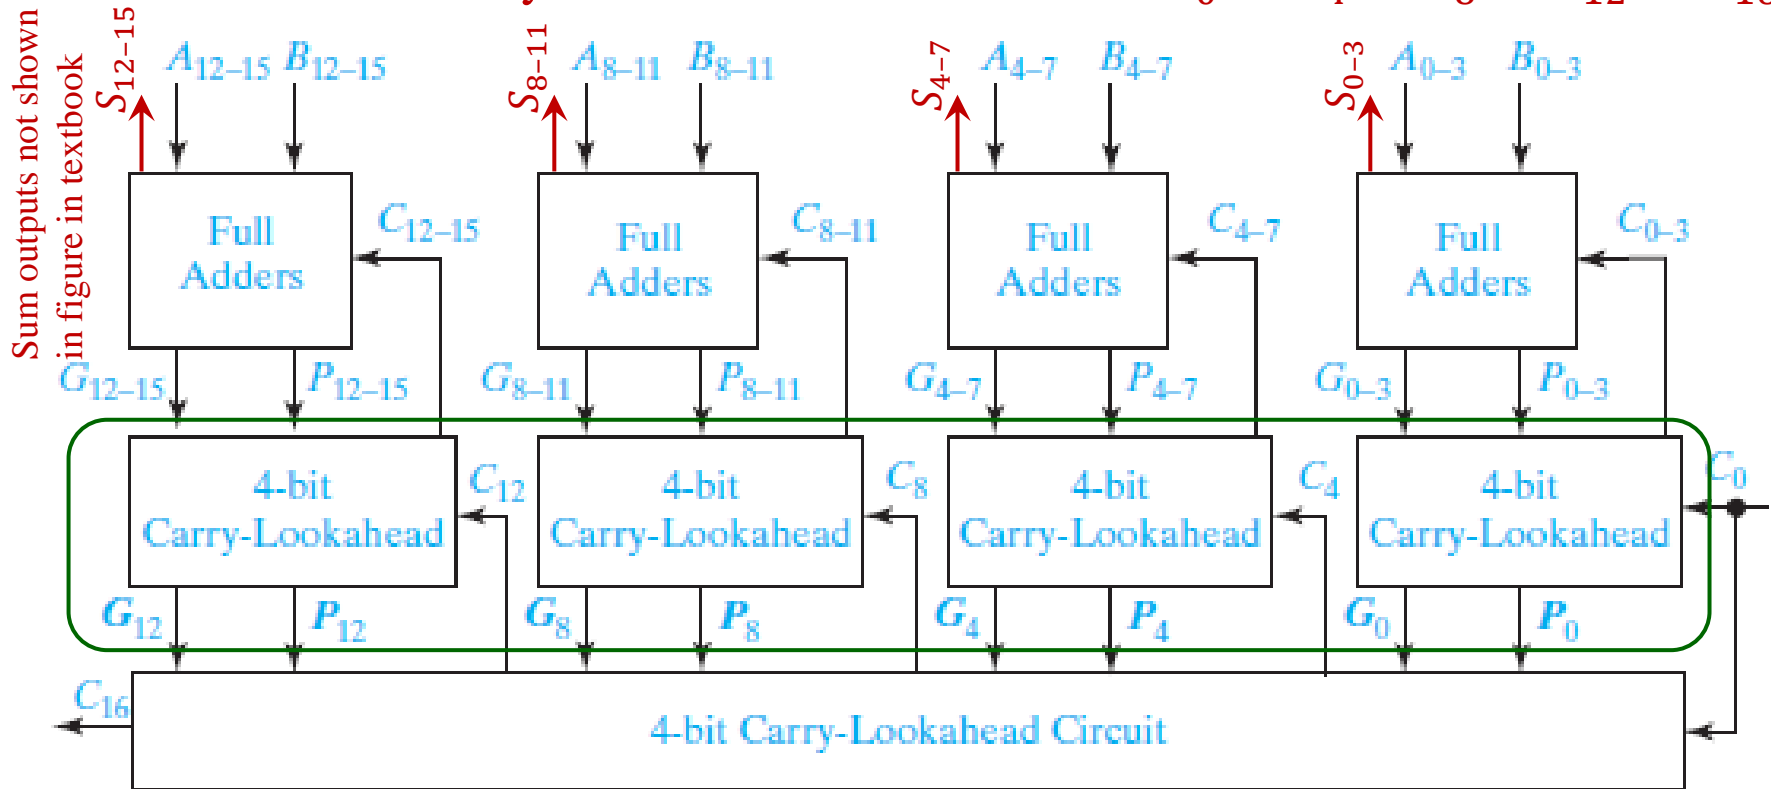 Sum outputs not shown
in figure in textbook
S12–15 A12–15 B12–15 S8–11 A8–11 B8–11 S4–7 A4–7 B4–7 S0–3 A0–3 B0–3
Full C12–15 Full C8–11 Full C4–7 Full C0–3
Adders Adders Adders Adders
G12–15 P12–15 G8–11 P8–11 G4–7 P4–7 G0–3 P0–3
4-bit C12 4-bit C8 4-bit C4 4-bit C0
Carry-Lookahead Carry-Lookahead Carry-Lookahead Carry-Lookahead
G12 P12 G8 P8 G4 P4 G0 P0
C16 4-bit Carry-Lookahead Circuit